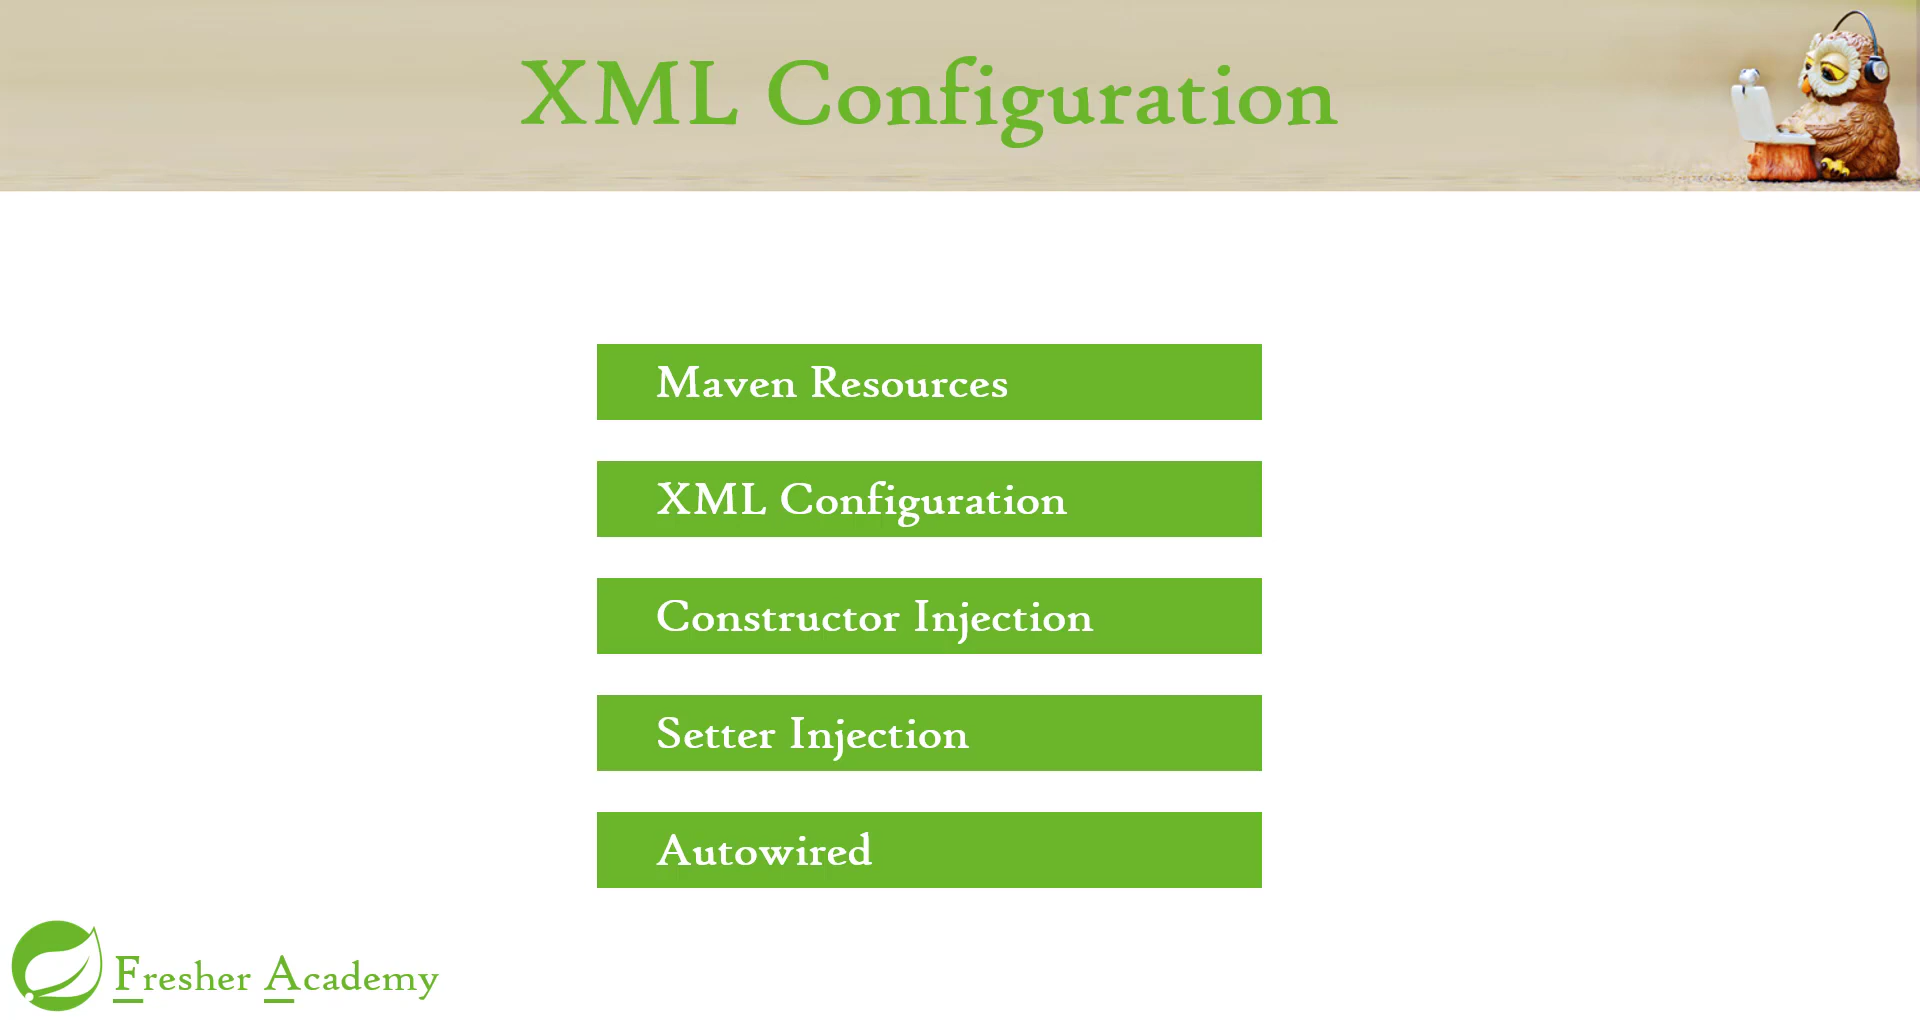 XML Configuration
Maven Resources
XML Configuration
Constructor Injection
Setter Injection
Autowired
Fresher Academy